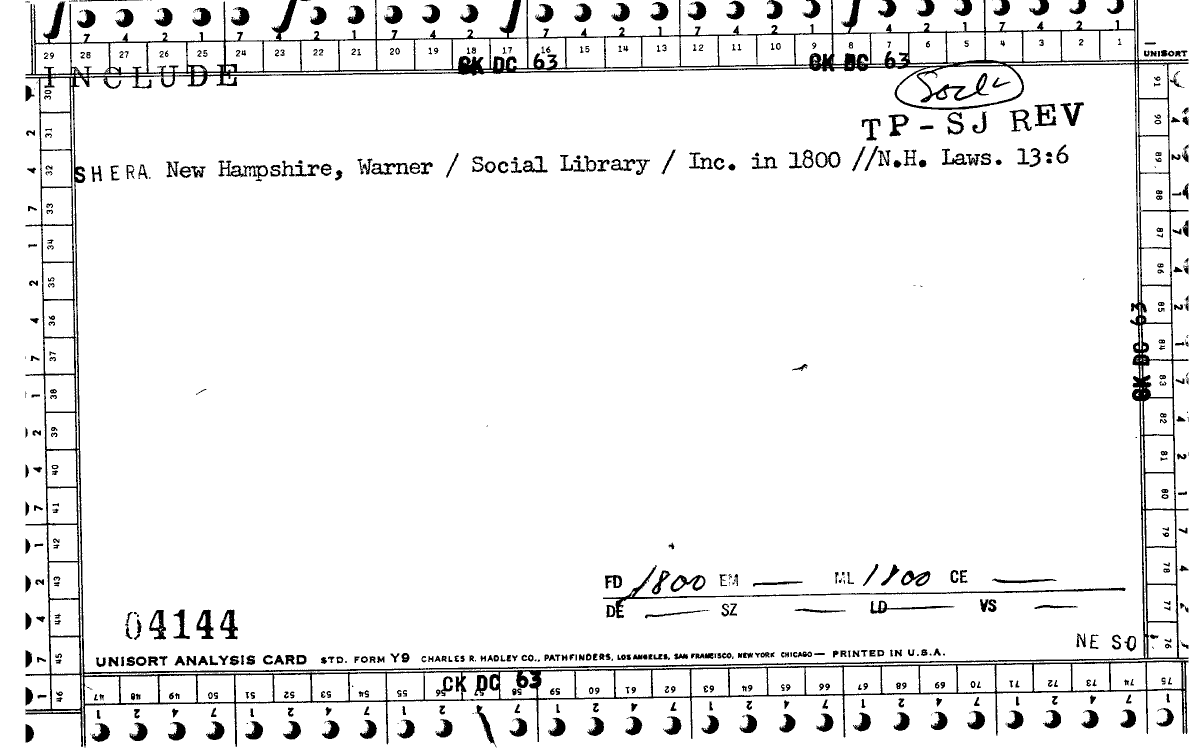 7 4 2 1 7 4 2 1 7 4 2 1 7 4 2 1 7 4 2 1 7 4 2 1 7 4 2 1
29 28 27 26 25 24 23 22 21 20 19 18 17 16 15 14 13 12 11 10 9 8 7 6 5 4 3 2 1
UNISORT
CK DC 63 CK DC 63
INCLUDE
Socl
TP-SJ REV
SHERA New Hampshire, Warner / Social Library / Inc. in 1800 //N.H. Laws. 13:6
30 31 32 33 34 35 36 37 38 39 40 41 42 43 44 45 46
91 90 89 88 87 86 85 84 83 82 81 80 79 78 77 76
CK DC 63
FD 1800 EM — ML 1800 CE —
DE — SZ — LD — VS —
04144
NE SO
UNISORT ANALYSIS CARD STD. FORM Y9 CHARLES R. HADLEY CO., PATHFINDERS, LOS ANGELES, SAN FRANCISCO, NEW YORK CHICAGO — PRINTED IN U.S.A.
CK DC 63
47 48 49 50 51 52 53 54 55 56 57 58 59 60 61 62 63 64 65 66 67 68 69 70 71 72 73 74 75
1 2 4 7 1 2 4 7 1 2 4 7 1 2 4 7 1 2 4 7 1 2 4 7 1 2 4 7 1